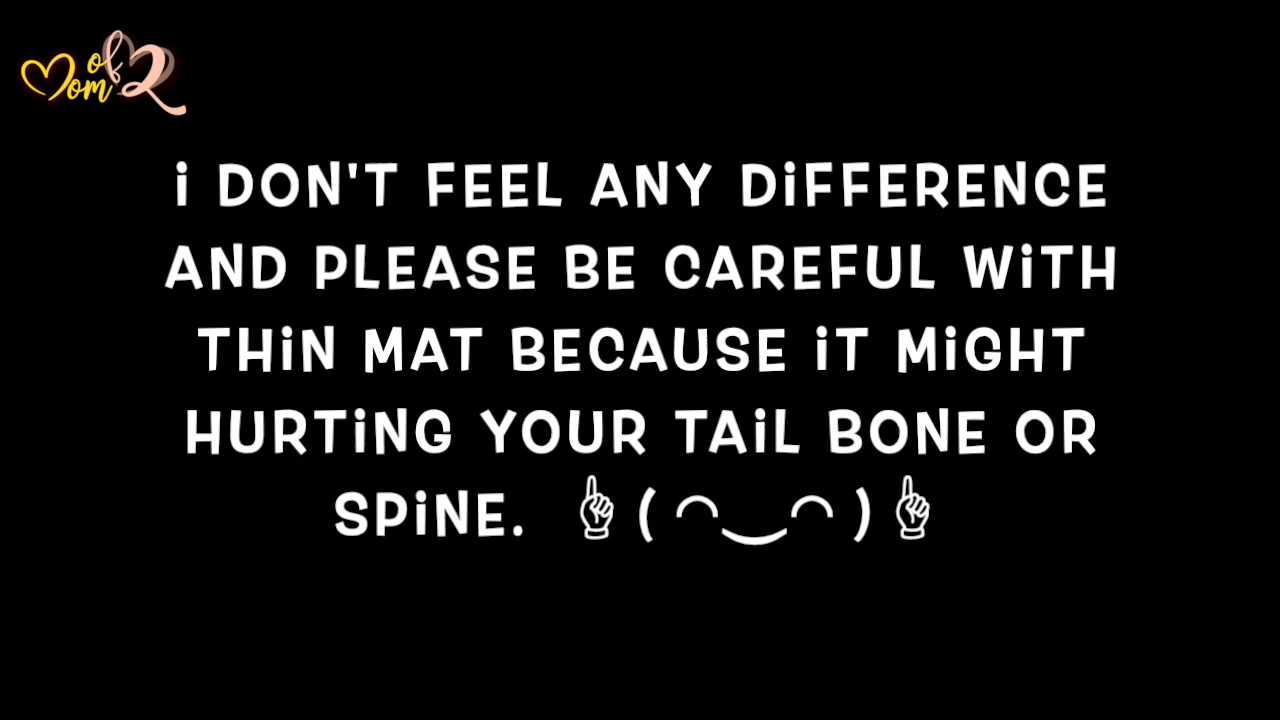 Mom of 2
i DON'T FEEL ANY DiFFERENCE
AND PLEASE BE CAREFUL WiTH
THiN MAT BECAUSE iT MiGHT
HURTiNG YOUR TAiL BONE OR
SPiNE. ☝( ◠‿◠ )☝